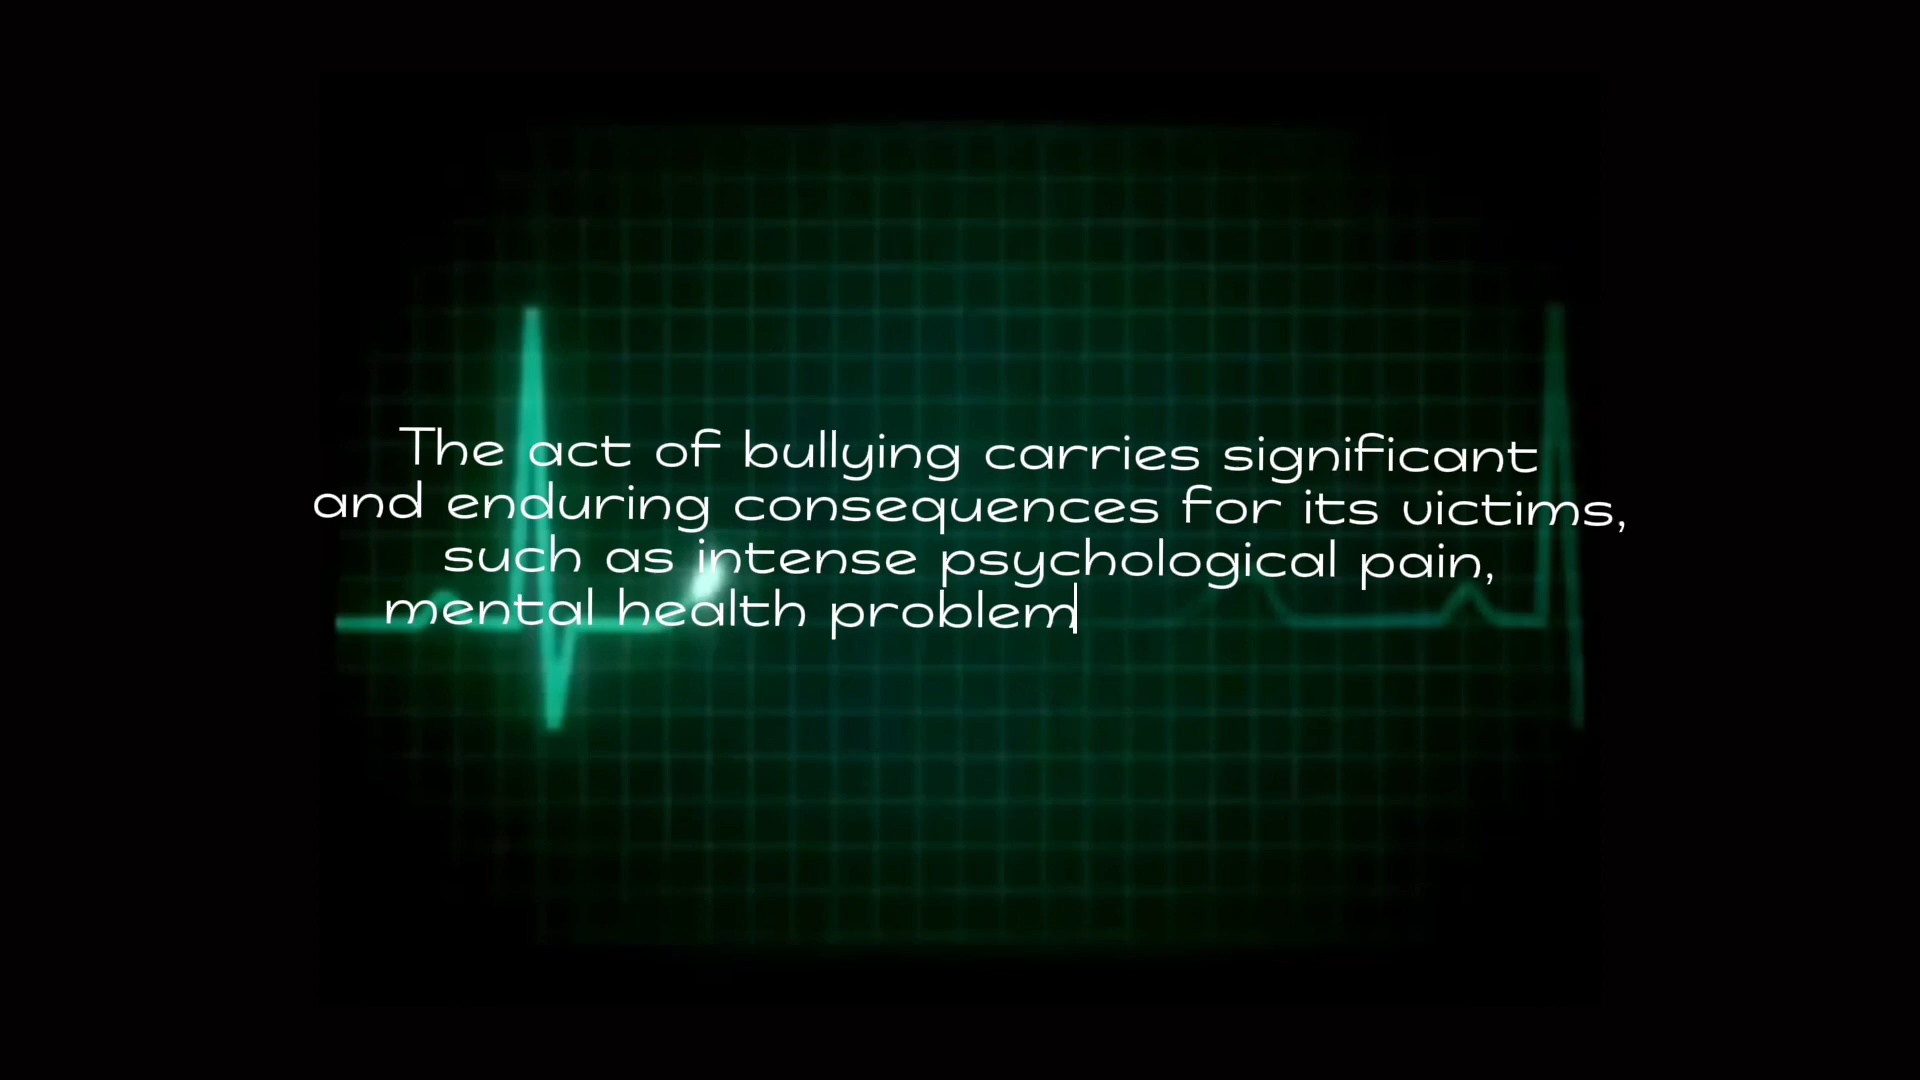 The act of bullying carries significant
and enduring consequences for its victims,
such as intense psychological pain,
mental health problem